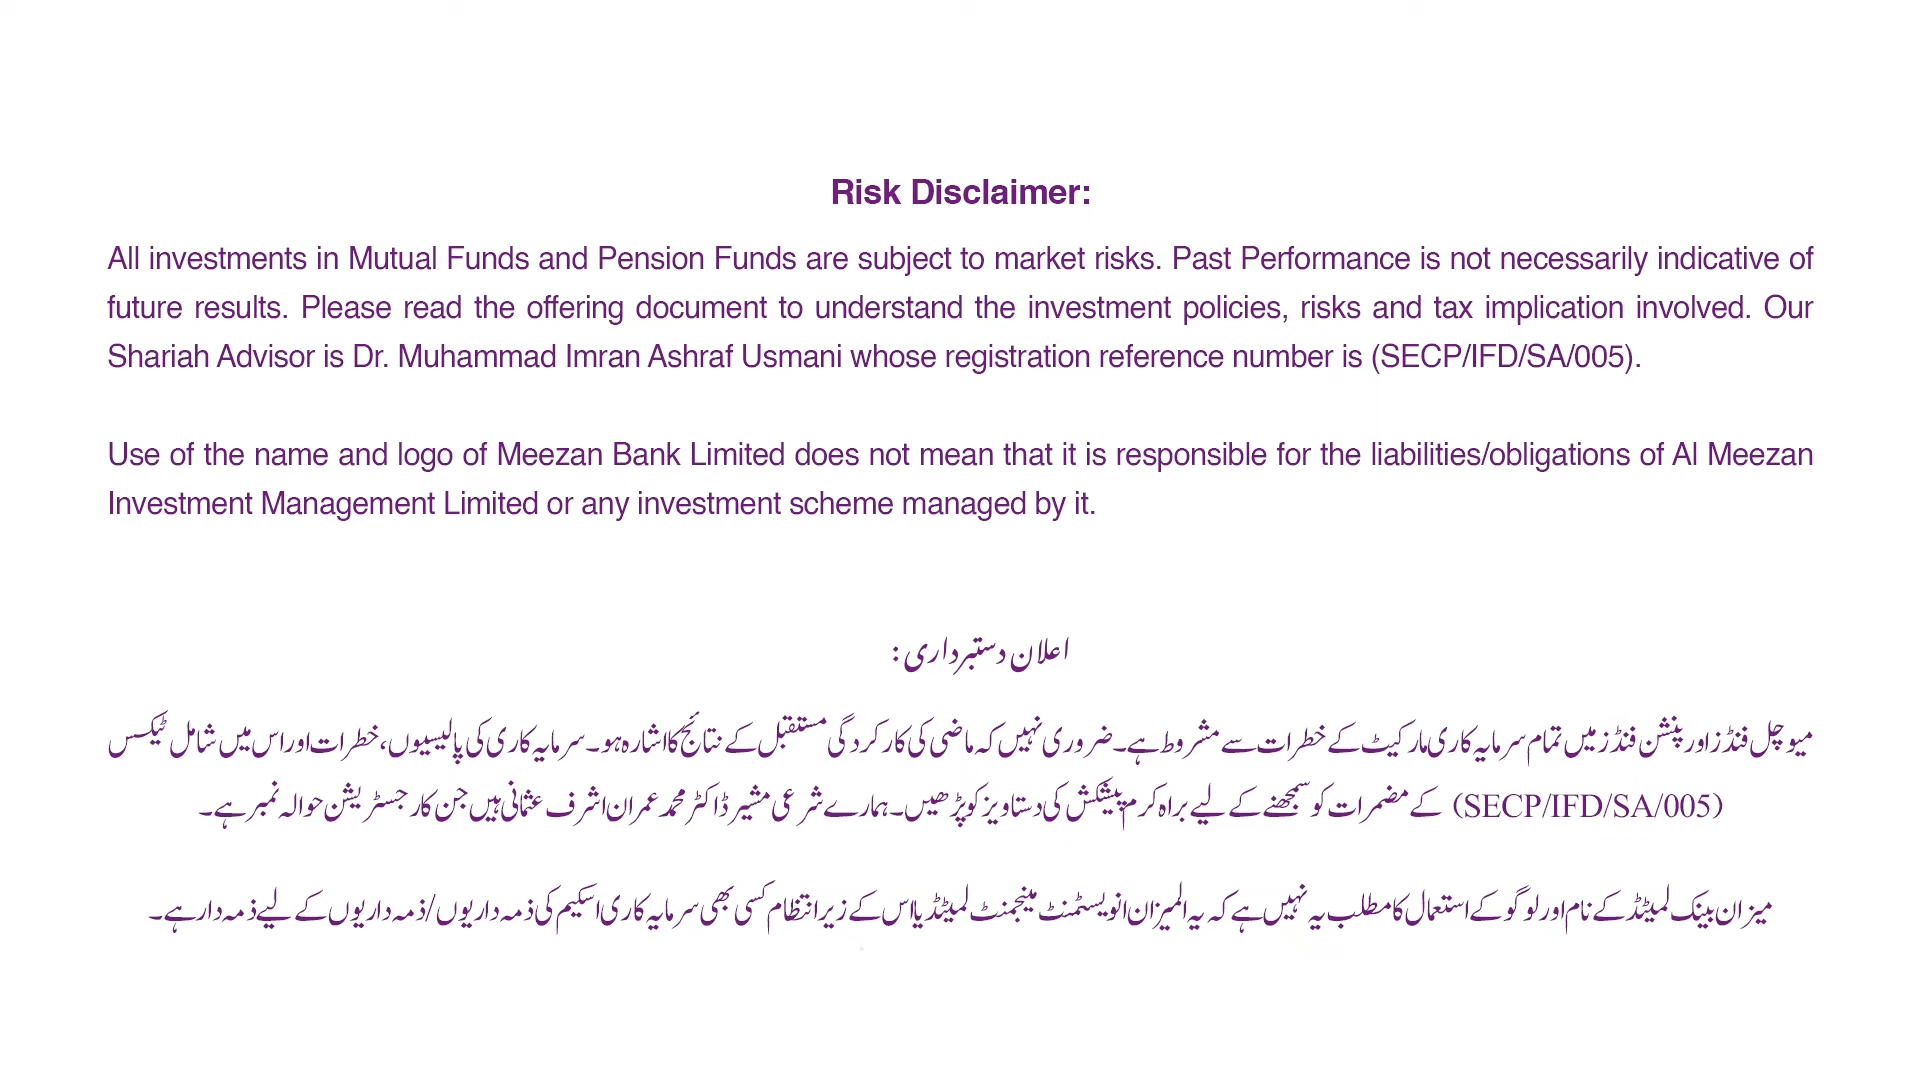 Risk Disclaimer:
All investments in Mutual Funds and Pension Funds are subject to market risks. Past Performance is not necessarily indicative of
future results. Please read the offering document to understand the investment policies, risks and tax implication involved. Our
Shariah Advisor is Dr. Muhammad Imran Ashraf Usmani whose registration reference number is (SECP/IFD/SA/005).
Use of the name and logo of Meezan Bank Limited does not mean that it is responsible for the liabilities/obligations of Al Meezan
Investment Management Limited or any investment scheme managed by it.
اعلان دستبرداری :
میوچل فنڈز اور پنشن فنڈز میں تمام سرمایہ کاری مارکیٹ کے خطرات سے مشروط ہے۔ ضروری نہیں کہ ماضی کی کارکردگی مستقبل کے نتائج کا اشارہ ہو۔ سرمایہ کاری کی پالیسیوں، خطرات اور اس میں شامل ٹیکسس
(SECP/IFD/SA/005) کے مضمرات کو سمجھنے کے لیے براہ کرم پیشکش کی دستاویز کو پڑھیں۔ ہمارے شرعی مشیر ڈاکٹر محمد عمران اشرف عثمانی ہیں جن کا رجسٹریشن حوالہ نمبر ہے۔
میزان بینک لمیٹڈ کے نام اور لوگو کے استعمال کا مطلب یہ نہیں ہے کہ یہ المیزان انویسٹمنٹ مینجمنٹ لمیٹڈ یا اس کے زیر انتظام کسی بھی سرمایہ کاری اسکیم کی ذمہ داریوں/ذمہ داریوں کے لیے ذمہ دار ہے۔